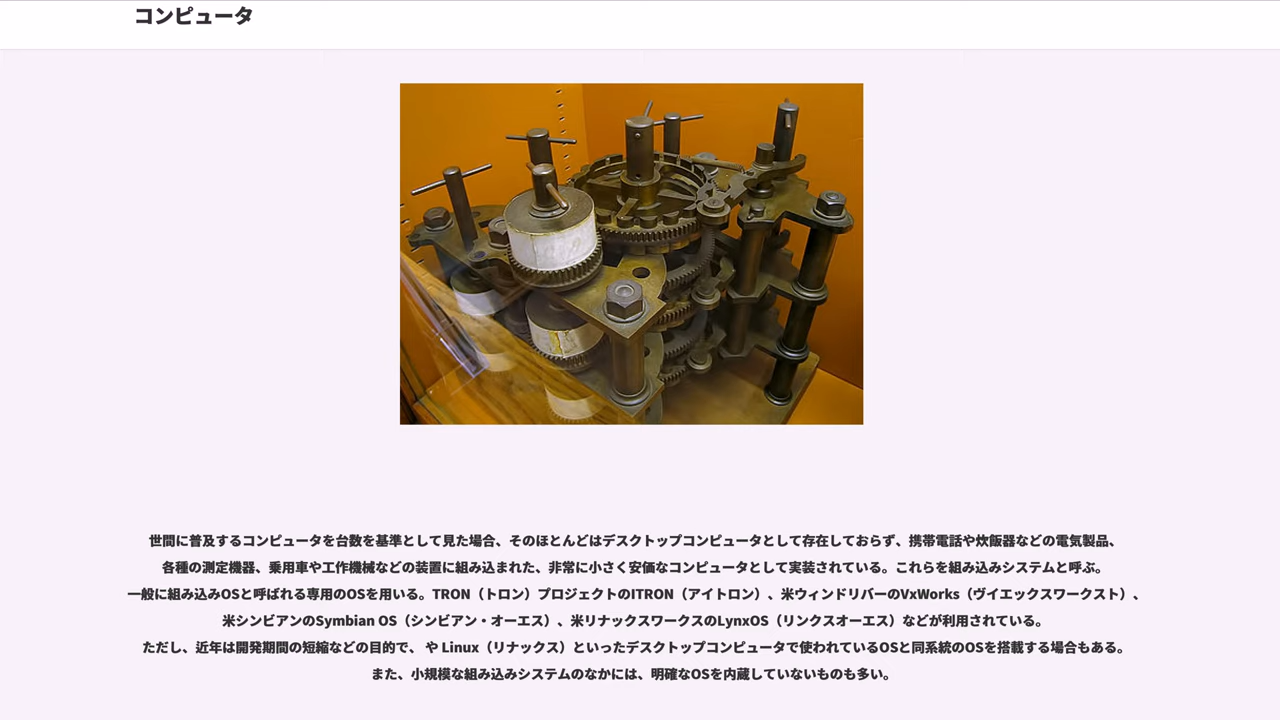 コンピュータ
世間に普及するコンピュータを台数を基準として見た場合、そのほとんどはデスクトップコンピュータとして存在しておらず、携帯電話や炊飯器などの電気製品、
各種の測定機器、乗用車や工作機械などの装置に組み込まれた、非常に小さく安価なコンピュータとして実装されている。これらを組み込みシステムと呼ぶ。
一般に組み込みOSと呼ばれる専用のOSを用いる。TRON（トロン）プロジェクトのITRON（アイトロン）、米ウィンドリバーのVxWorks（ヴイエックスワークスト）、
米シンビアンのSymbian OS（シンビアン・オーエス）、米リナックスワークスのLynxOS（リンクスオーエス）などが利用されている。
ただし、近年は開発期間の短縮などの目的で、 や Linux（リナックス）といったデスクトップコンピュータで使われているOSと同系統のOSを搭載する場合もある。
また、小規模な組み込みシステムのなかには、明確なOSを内蔵していないものも多い。